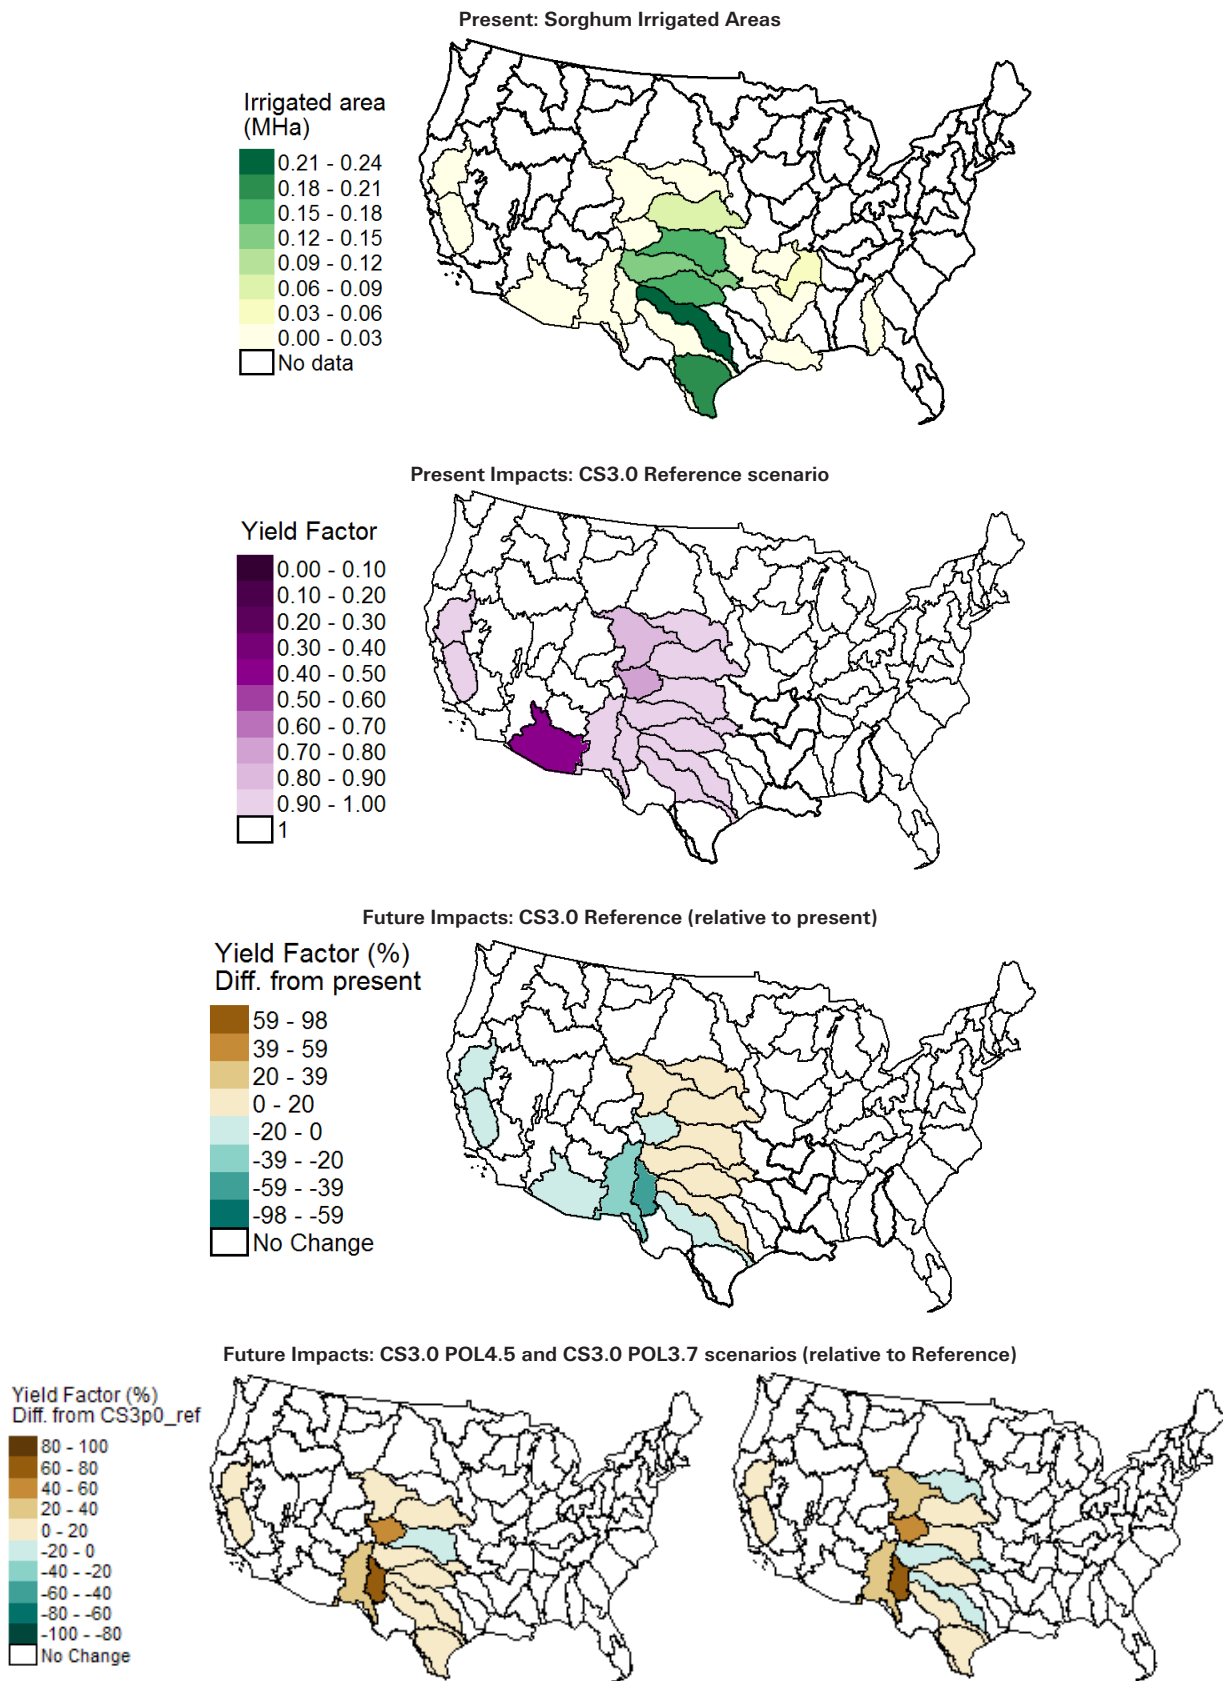 Present: Sorghum Irrigated Areas
Irrigated area
(MHa)
0.21 - 0.24
0.18 - 0.21
0.15 - 0.18
0.12 - 0.15
0.09 - 0.12
0.06 - 0.09
0.03 - 0.06
0.00 - 0.03
No data
Present Impacts: CS3.0 Reference scenario
Yield Factor
0.00 - 0.10
0.10 - 0.20
0.20 - 0.30
0.30 - 0.40
0.40 - 0.50
0.50 - 0.60
0.60 - 0.70
0.70 - 0.80
0.80 - 0.90
0.90 - 1.00
1
Future Impacts: CS3.0 Reference (relative to present)
Yield Factor (%)
Diff. from present
59 - 98
39 - 59
20 - 39
0 - 20
-20 - 0
-39 - -20
-59 - -39
-98 - -59
No Change
Future Impacts: CS3.0 POL4.5 and CS3.0 POL3.7 scenarios (relative to Reference)
Yield Factor (%)
Diff. from CS3p0_ref
80 - 100
60 - 80
40 - 60
20 - 40
0 - 20
-20 - 0
-40 - -20
-60 - -40
-80 - -60
-100 - -80
No Change